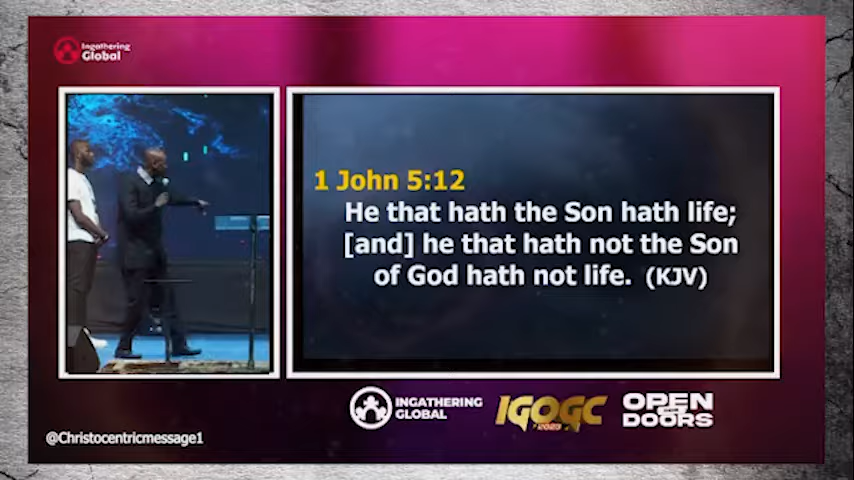 Ingathering
Global
1 John 5:12
He that hath the Son hath life;
[and] he that hath not the Son
of God hath not life. (KJV)
INGATHERING
GLOBAL
IGOGC
2023
OPEN
DOORS
@Christocentricmessage1